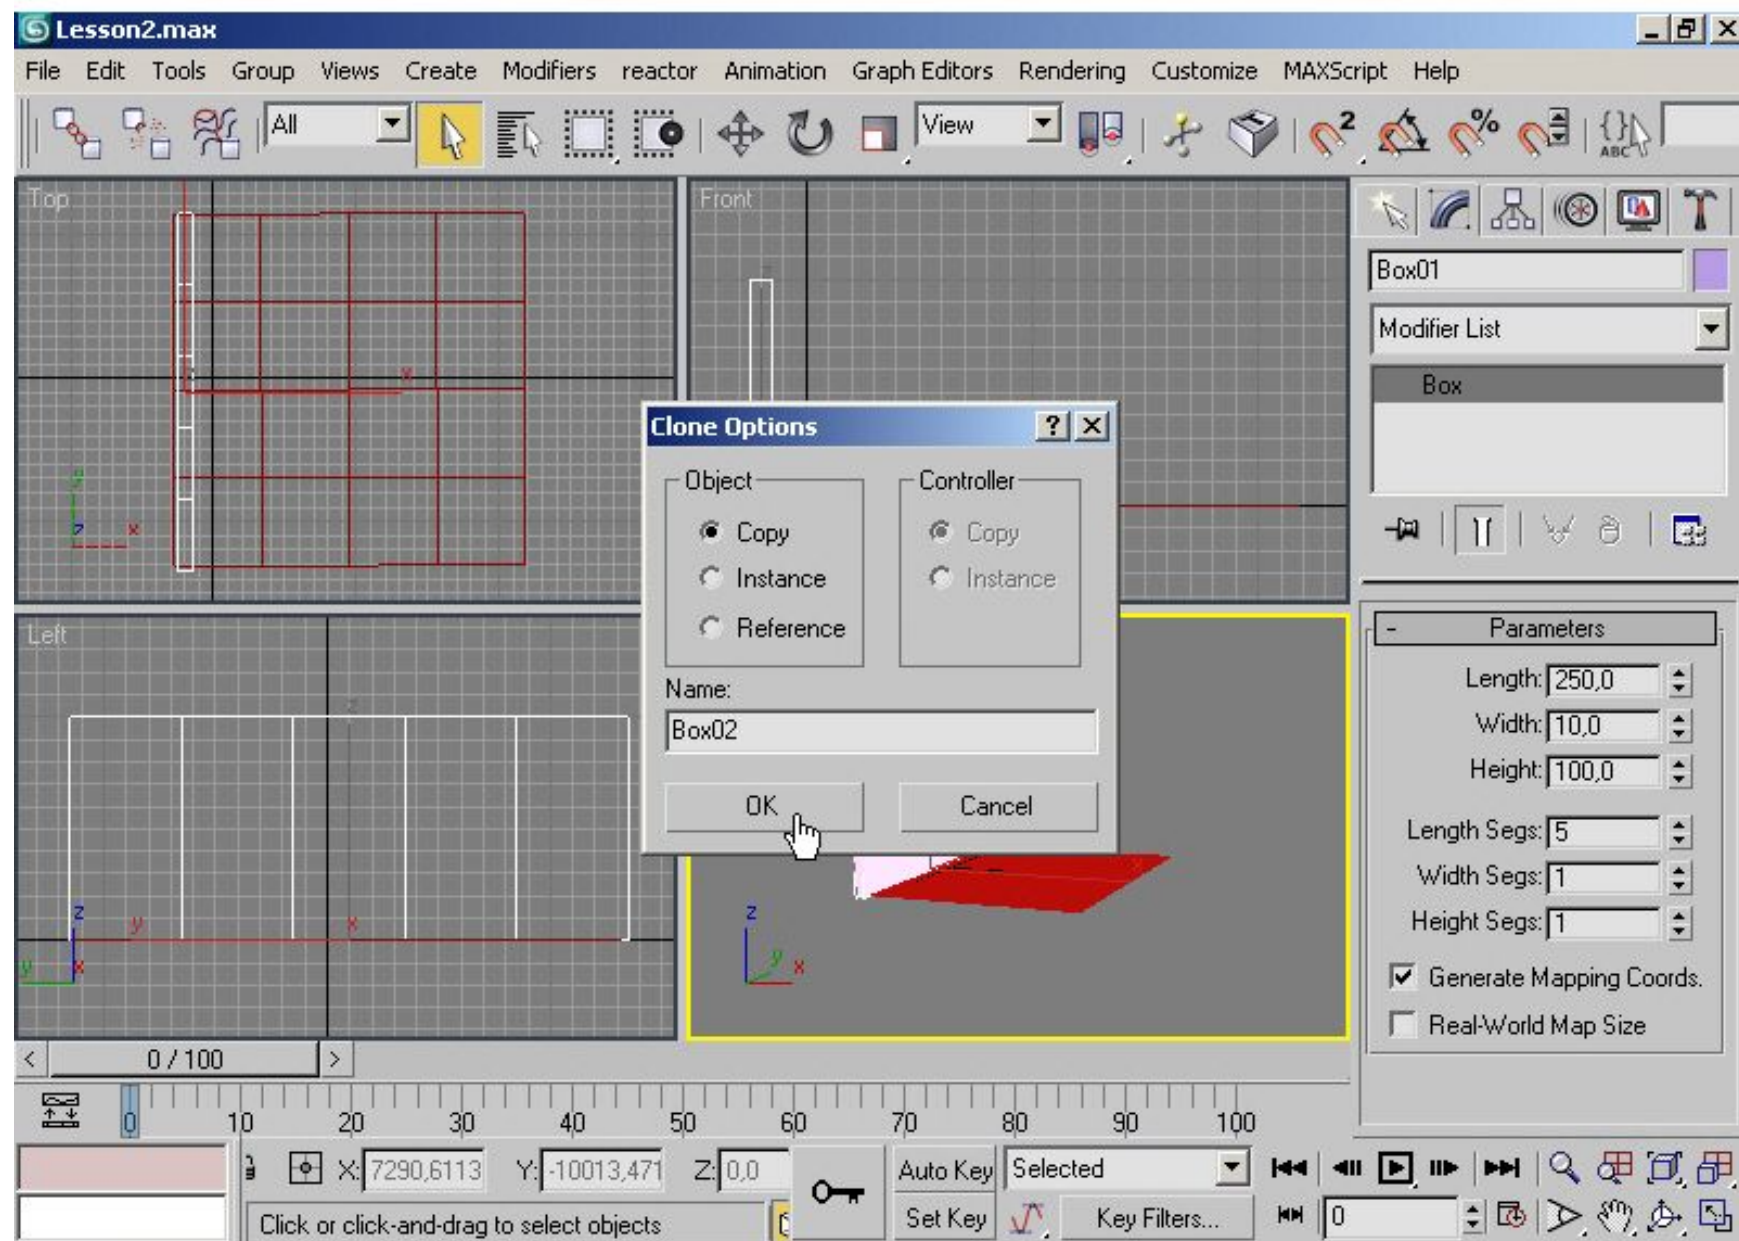 Lesson2.max
File Edit Tools Group Views Create Modifiers reactor Animation Graph Editors Rendering Customize MAXScript Help
All View 2 % {} ABC
Top
Front
Box01
Modifier List
Box
Clone Options ? X
Object Controller
Copy Copy
Instance Instance
Reference
Name:
Box02
OK Cancel
Left
- Parameters
Length: 250,0
Width: 10,0
Height: 100,0
Length Segs: 5
Width Segs: 1
Height Segs: 1
Generate Mapping Coords.
Real-World Map Size
x
y
z x
z
y x
y x
z
y x
< 0 / 100 >
0 10 20 30 40 50 60 70 80 90 100
X: 7290,6113 Y: -10013,471 Z: 0,0 Auto Key Selected
Click or click-and-drag to select objects Set Key Key Filters... 0